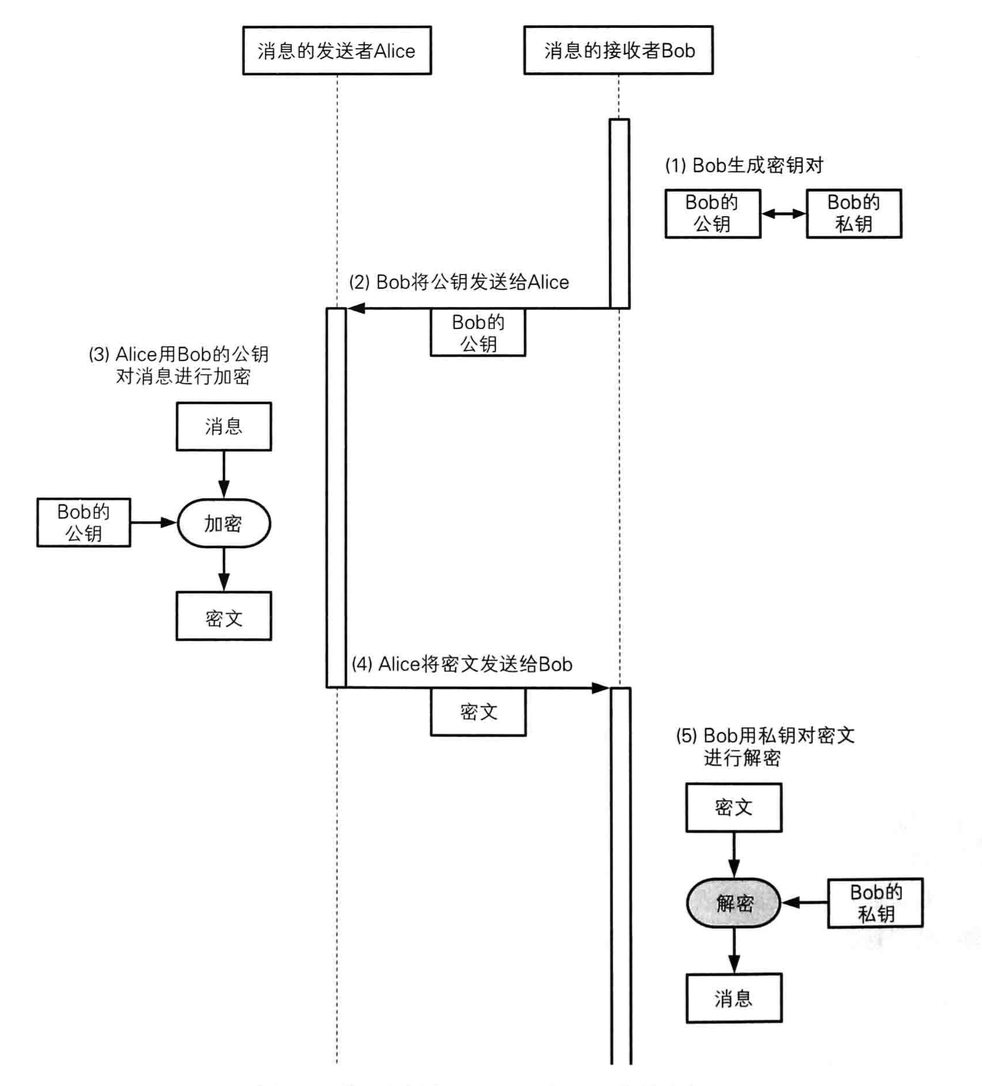 消息的发送者Alice
消息的接收者Bob
(1) Bob生成密钥对
Bob的
公钥
Bob的
私钥
(2) Bob将公钥发送给Alice
Bob的
公钥
(3) Alice用Bob的公钥
对消息进行加密
消息
Bob的
公钥
加密
密文
(4) Alice将密文发送给Bob
密文
(5) Bob用私钥对密文
进行解密
密文
解密
Bob的
私钥
消息